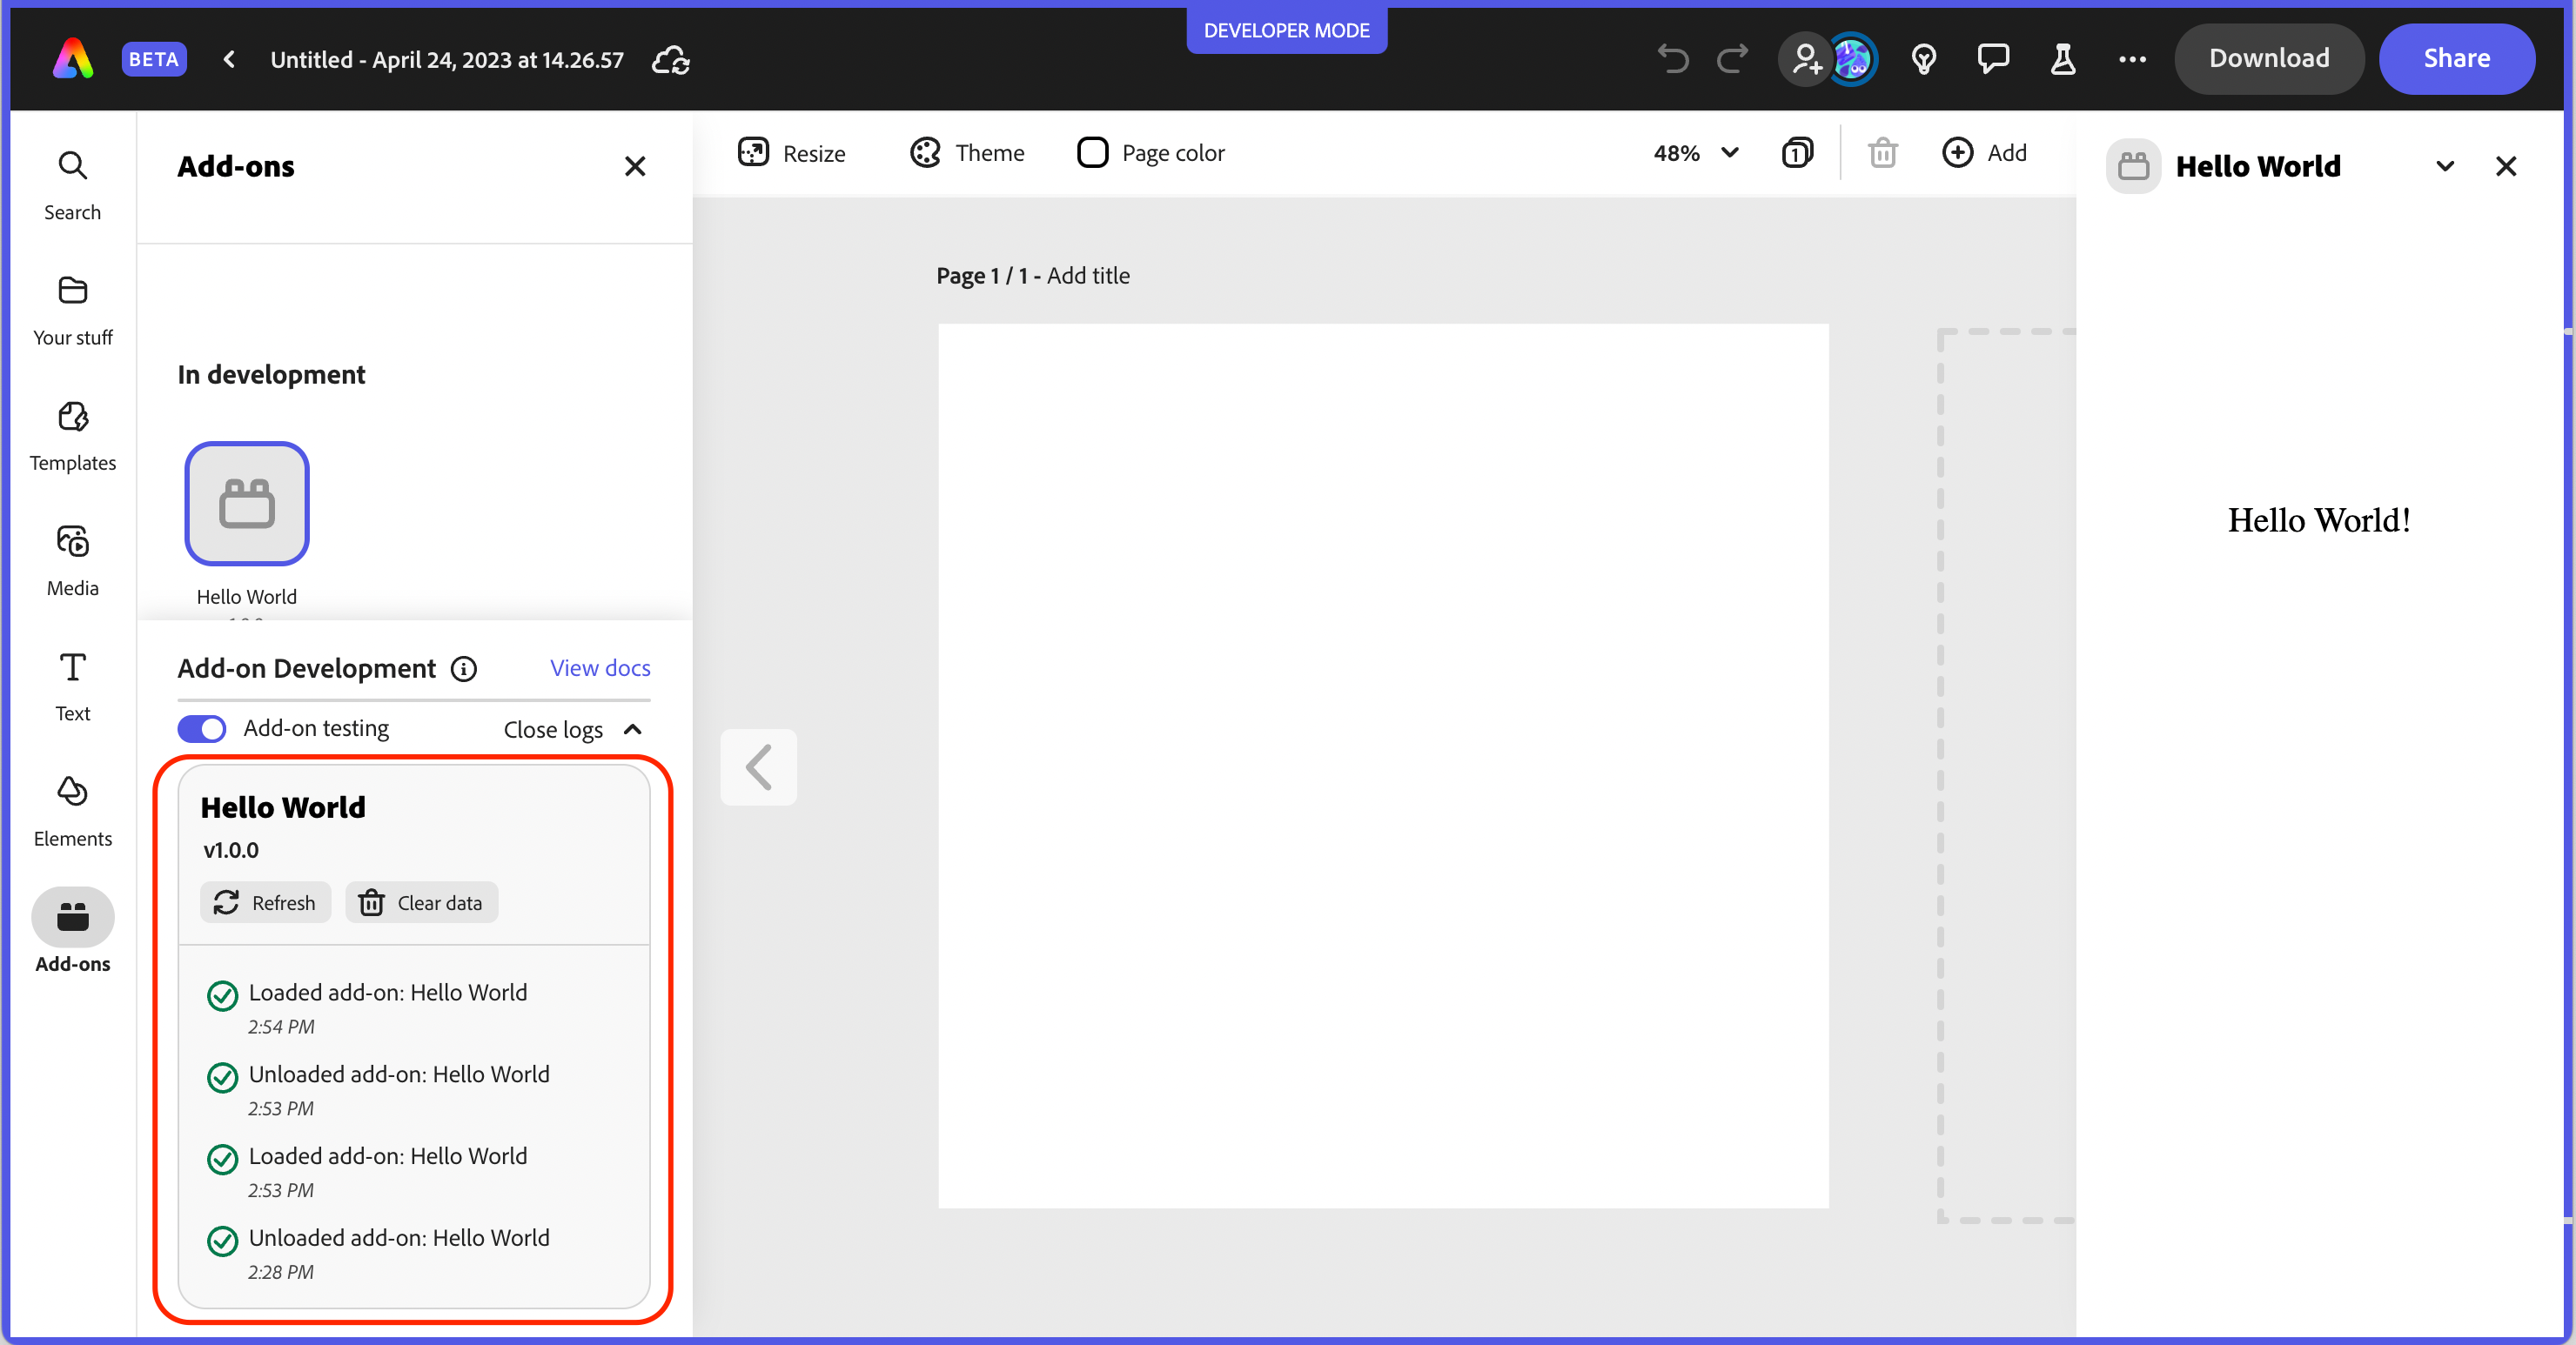 DEVELOPER MODE
BETA
Untitled - April 24, 2023 at 14.26.57
Download
Share
Search
Your stuff
Templates
Media
Text
Elements
Add-ons
Add-ons
In development
Hello World
Add-on Development
View docs
Add-on testing
Close logs
Hello World
v1.0.0
Refresh
Clear data
Loaded add-on: Hello World
2:54 PM
Unloaded add-on: Hello World
2:53 PM
Loaded add-on: Hello World
2:53 PM
Unloaded add-on: Hello World
2:28 PM
Resize
Theme
Page color
48%
1
Add
Page 1 / 1 - Add title
Hello World
Hello World!